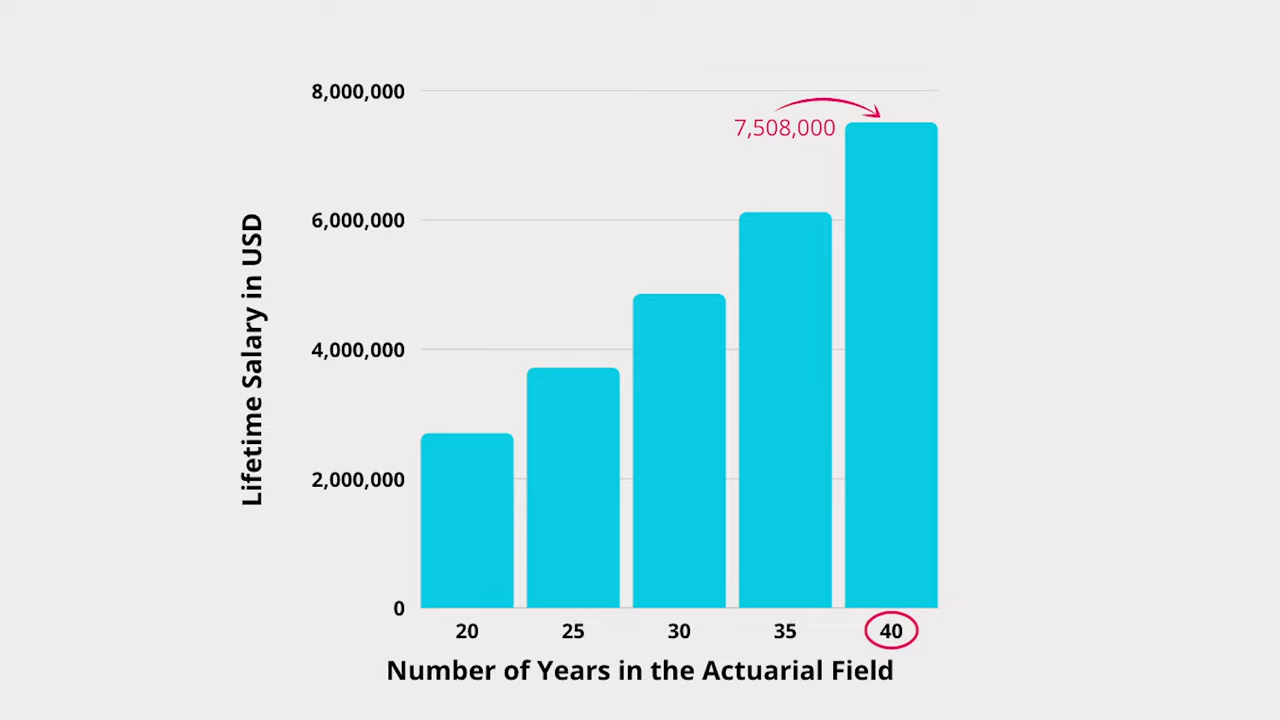 8,000,000
7,508,000
6,000,000
4,000,000
2,000,000
0
Lifetime Salary in USD
20 25 30 35 40
Number of Years in the Actuarial Field